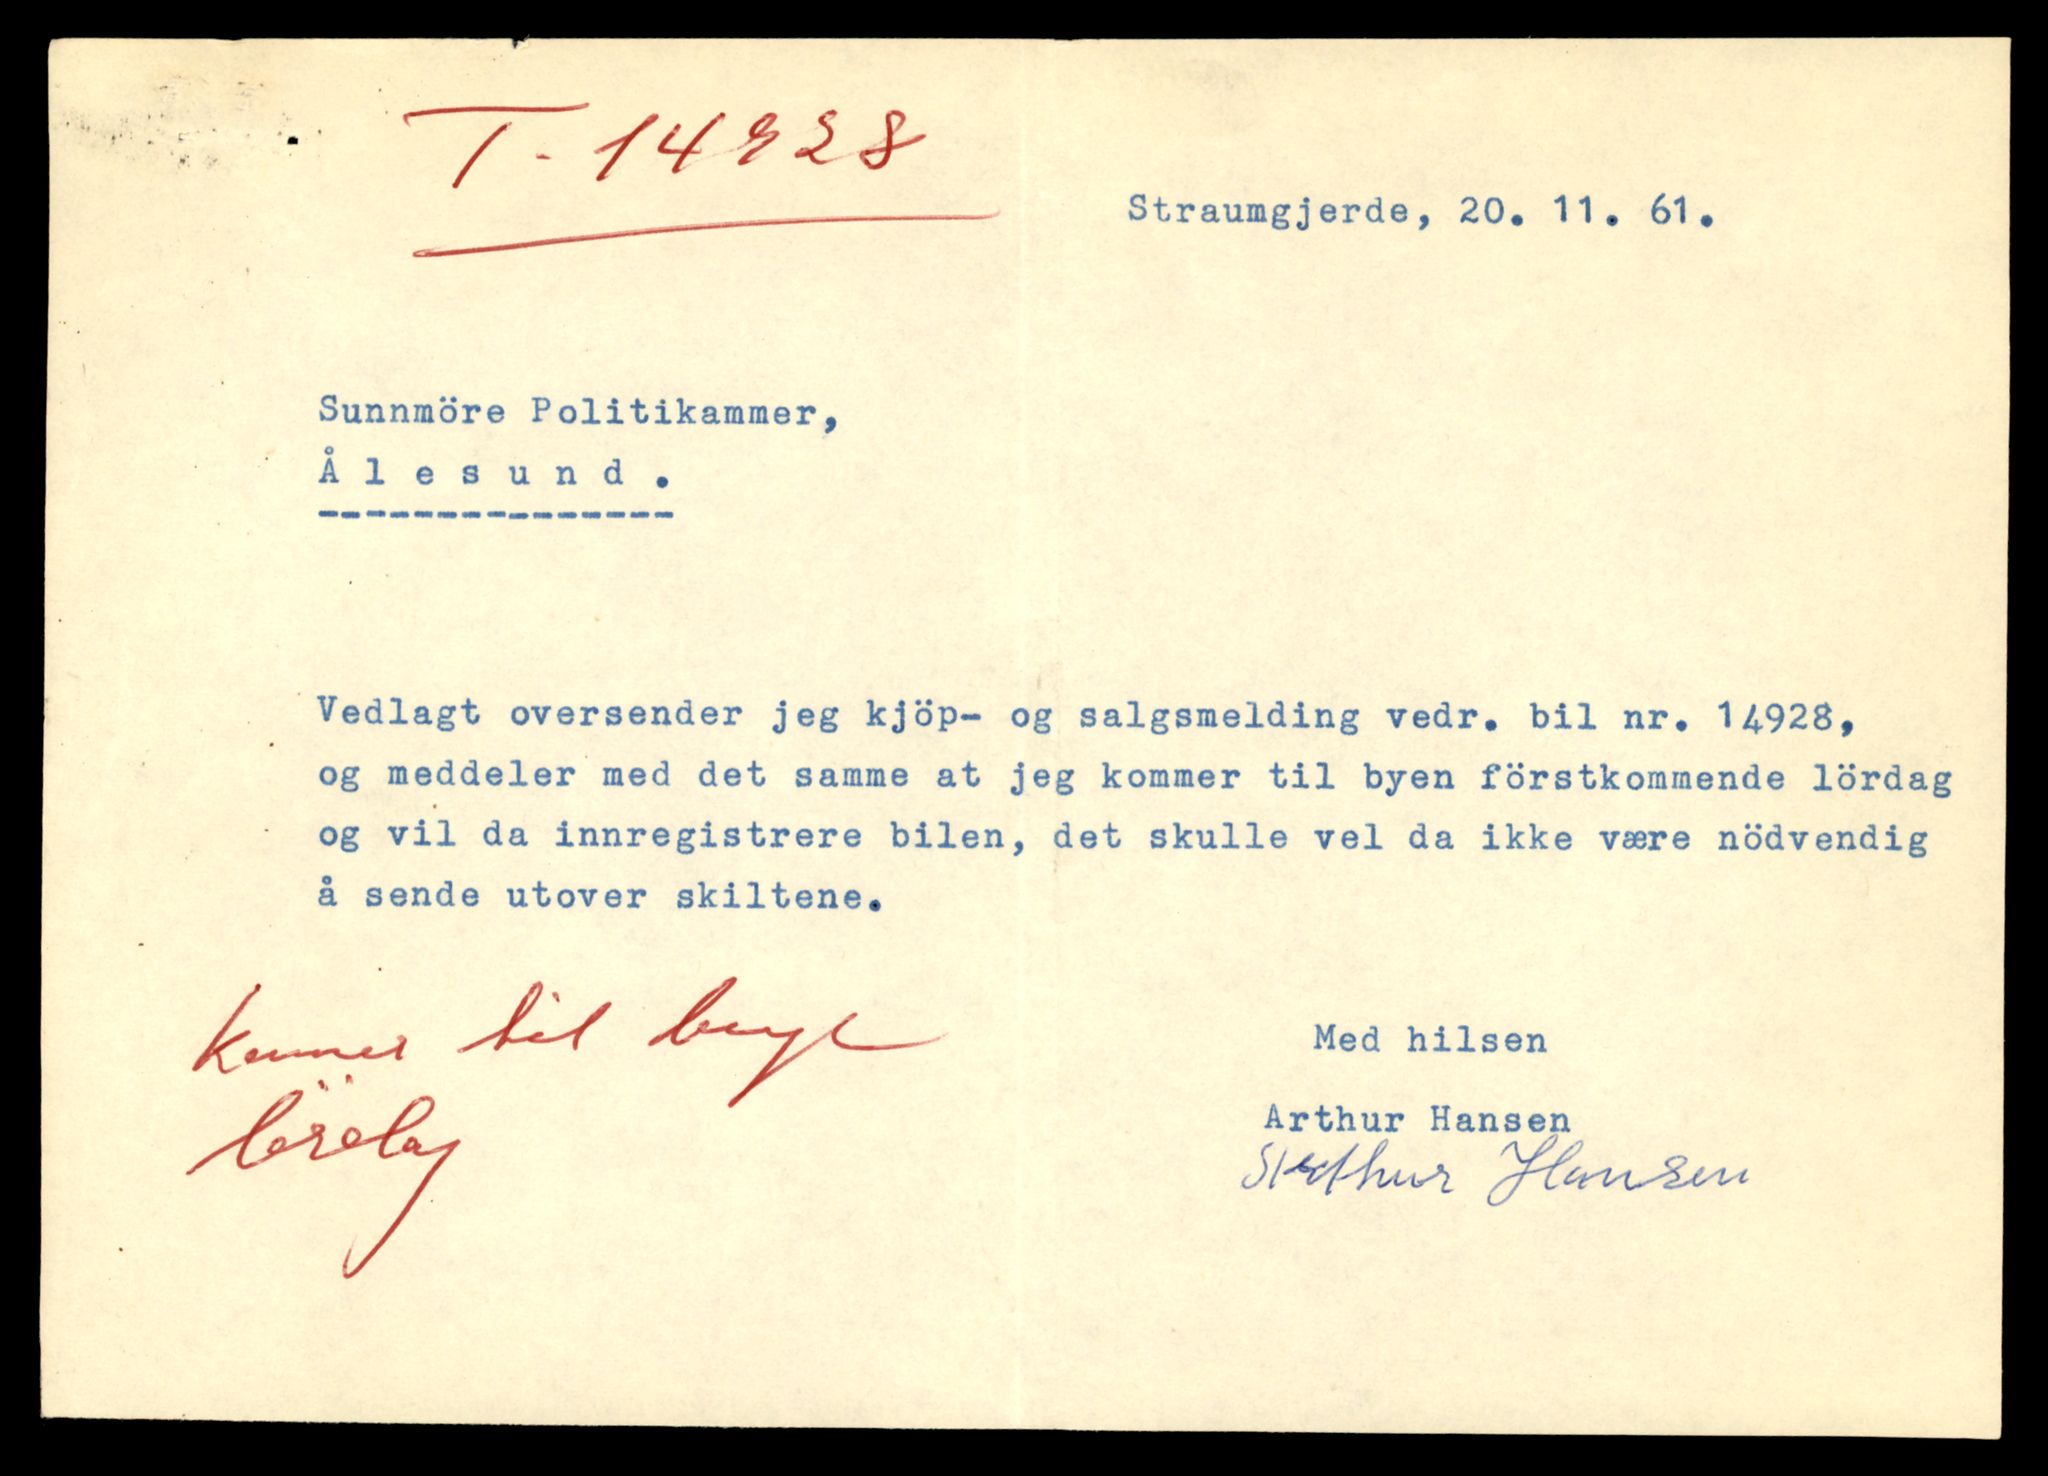 T - 14928
Straumgjerde, 20. 11. 61.
Sunnmöre Politikammer,
Å l e s u n d .
---------------
Vedlagt oversender jeg kjöp- og salgsmelding vedr. bil nr. 14928,
og meddeler med det samme at jeg kommer til byen förstkommende lördag
og vil da innregistrere bilen, det skulle vel da ikke være nödvendig
å sende utover skiltene.
kommer til
lördag
Med hilsen
Arthur Hansen
Arthur Hansen